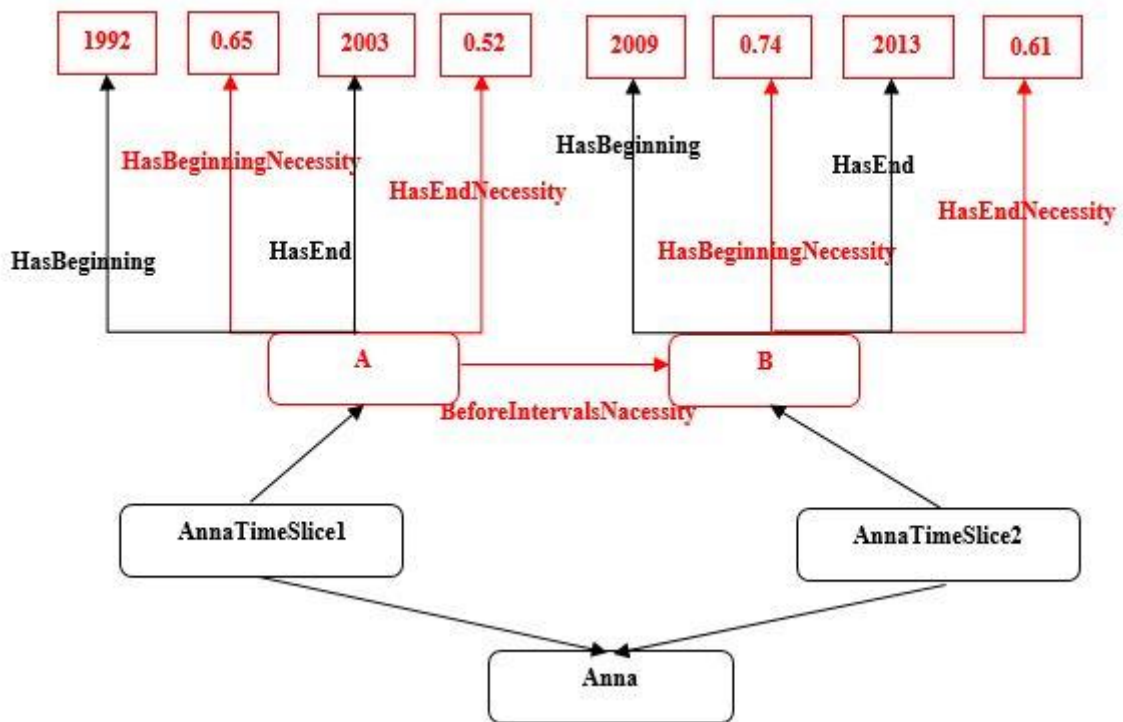 1992
0.65
2003
0.52
2009
0.74
2013
0.61
HasBeginning
HasBeginningNecessity
HasEnd
HasEndNecessity
HasEndNecessity
HasBeginning
HasEnd
HasBeginningNecessity
A
B
BeforeIntervalsNacessity
AnnaTimeSlice1
AnnaTimeSlice2
Anna